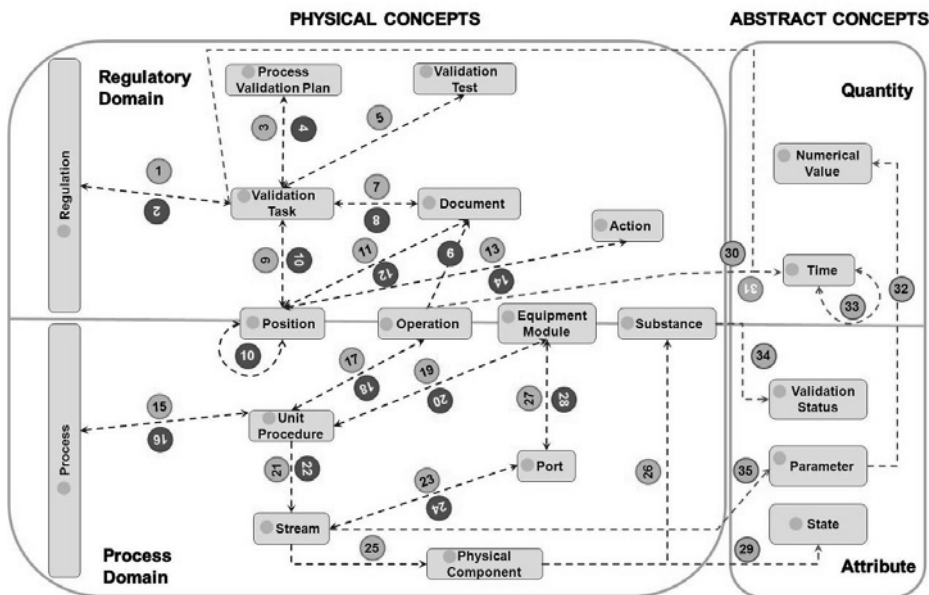 PHYSICAL CONCEPTS
ABSTRACT CONCEPTS
Regulatory
Domain
Process
Validation Plan
Validation
Test
Quantity
Regulation
1
2
3
4
5
Numerical
Value
Validation
Task
7
8
Document
Action
6
10
11
12
9
13
14
30
31
Time
33
32
Position
Operation
Equipment
Module
Substance
10
17
18
19
20
27
28
34
Validation
Status
15
16
Process
Unit
Procedure
21
22
23
24
Port
26
35
Parameter
Stream
25
Physical
Component
29
State
Process
Domain
Attribute